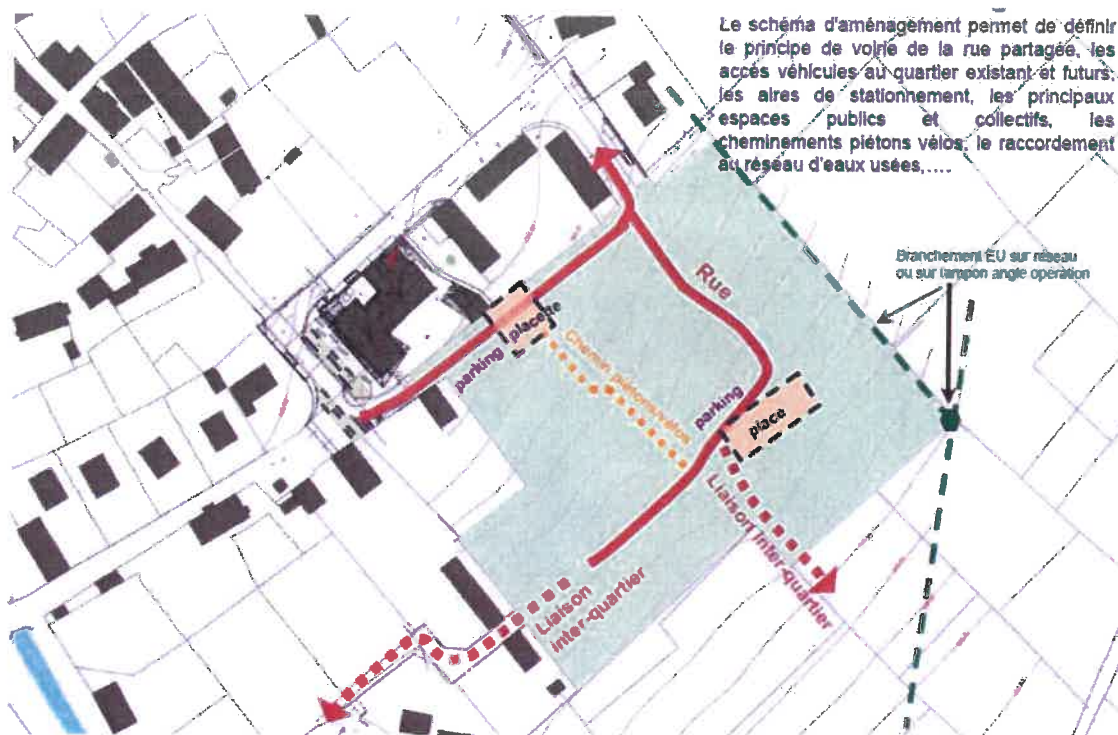 Le schéma d'aménagement permet de définir
le principe de voirie de la rue partagée, les
accés véhicules au quartier existant et futurs,
les aires de stationnement, les principaux
espaces publics et collectifs, les
cheminements piétons vélos, le raccordement
au réseau d'eaux usées,....
Branchement EU sur réseau
ou sur tampon angle opération
Rue
placette
parking
Chemin piétons/vélos
parking
place
Liaison inter-quartier
Liaison
inter-quartier